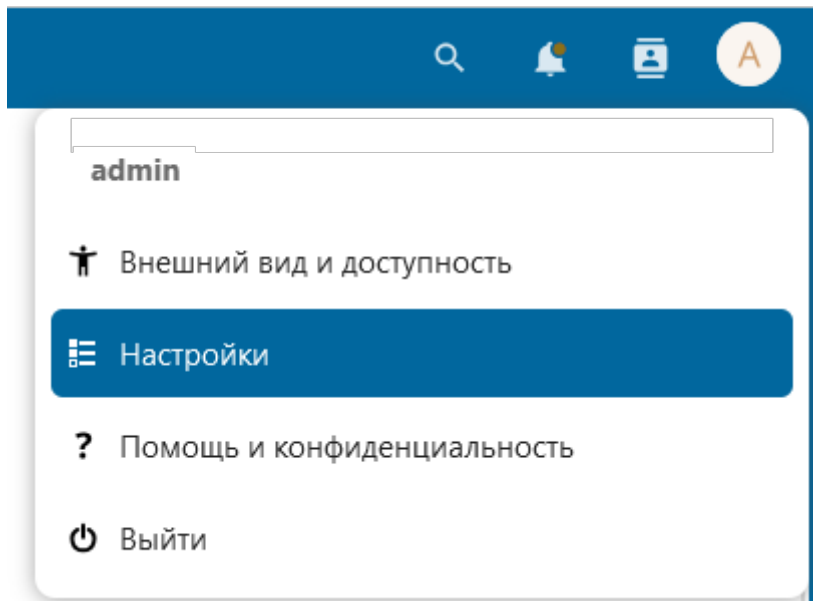 A
admin
Внешний вид и доступность
Настройки
? Помощь и конфиденциальность
Выйти